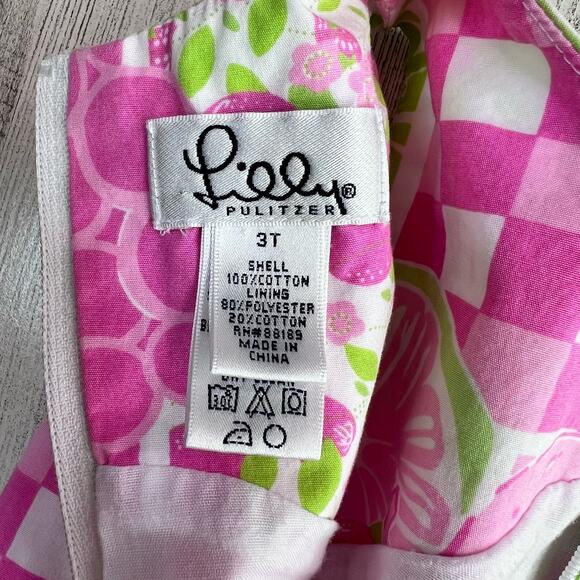 Lilly®
PULITZER
3T
SHELL
100%COTTON
LINING
80%POLYESTER
20%COTTON
RN#88189
MADE IN
CHINA